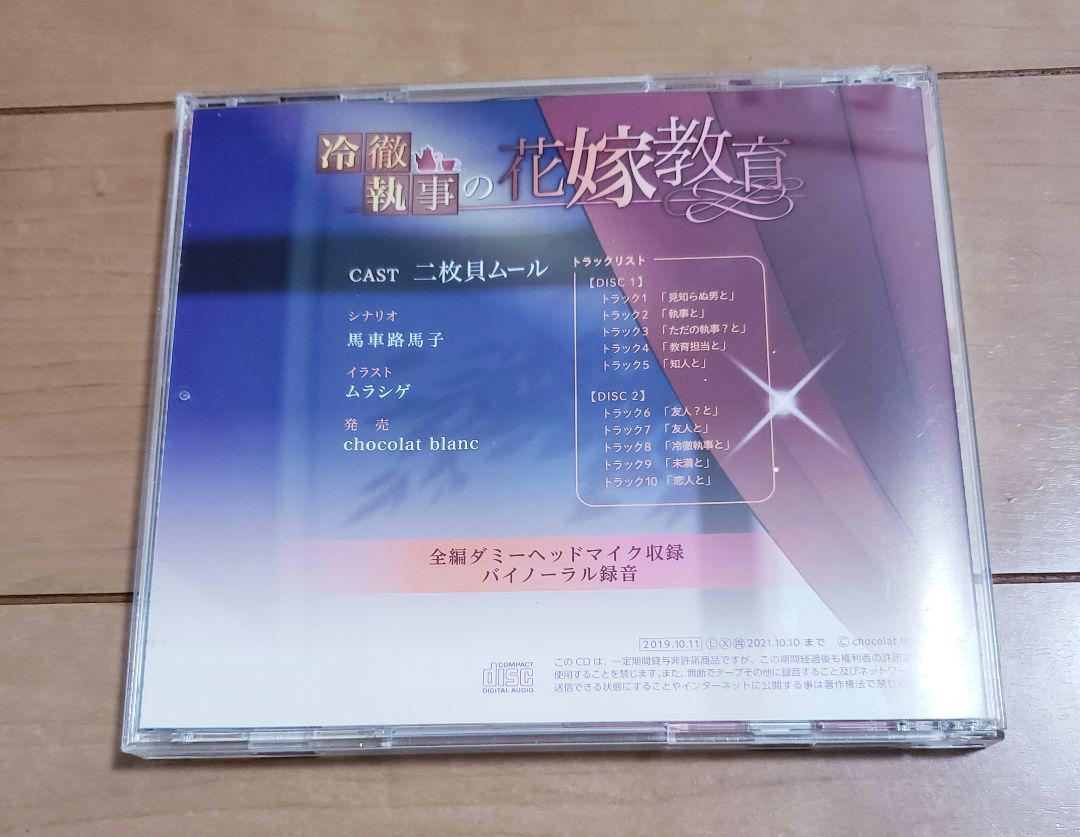 冷徹
執事の花嫁教育
CAST 二枚貝ムール
シナリオ
馬車路馬子
イラスト
ムラシゲ
発 売
chocolat blanc
トラックリスト
【DISC 1】
トラック1 「見知らぬ男と」
トラック2 「執事と」
トラック3 「ただの執事?と」
トラック4 「教育担当と」
トラック5 「知人と」
【DISC 2】
トラック6 「友人?と」
トラック7 「友人と」
トラック8 「冷徹執事と」
トラック9 「未満と」
トラック10 「恋人と」
全編ダミーヘッドマイク収録
バイノーラル録音
2019.10.11 Ⓛ Ⓧ 2021.10.10 まで © chocolat
COMPACT
disc
DIGITAL AUDIO
このCDは、一定期間貸与非許諾商品ですが、この期間経過後も権利者の許諾
使用することを禁じます。また、無断でテープその他に録音すること及びネットワー
送信できる状態にすることやインターネットに公開する事は著作権法で禁じ